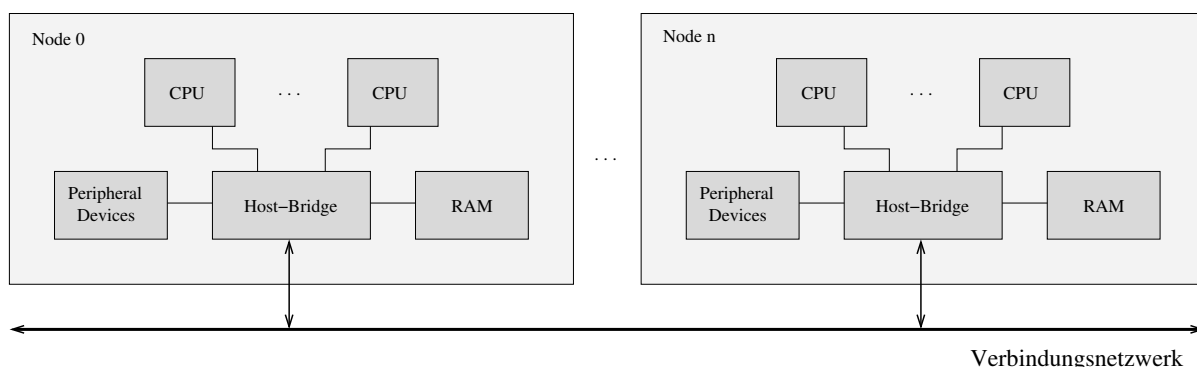 Node 0
CPU
. . .
CPU
Peripheral
Devices
Host−Bridge
RAM
. . .
Node n
CPU
. . .
CPU
Peripheral
Devices
Host−Bridge
RAM
Verbindungsnetzwerk